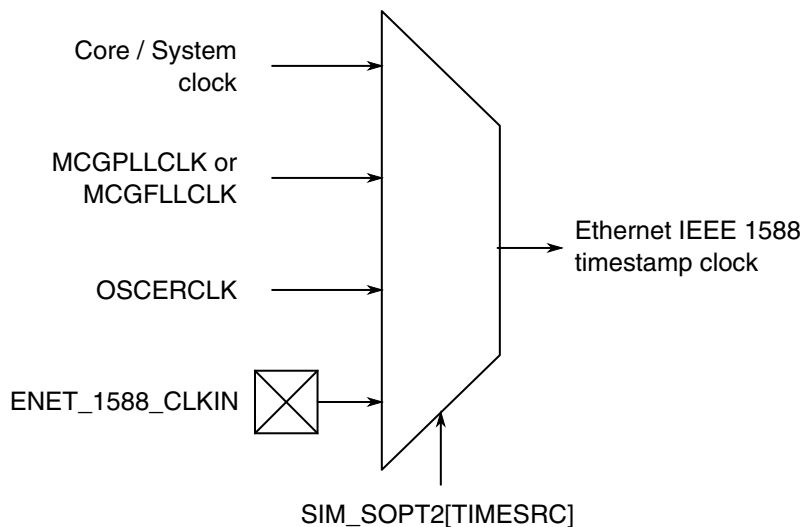 Core / System
clock
MCGPLLCLK or
MCGFLLCLK
Ethernet IEEE 1588
timestamp clock
OSCERCLK
ENET_1588_CLKIN
SIM_SOPT2[TIMESRC]